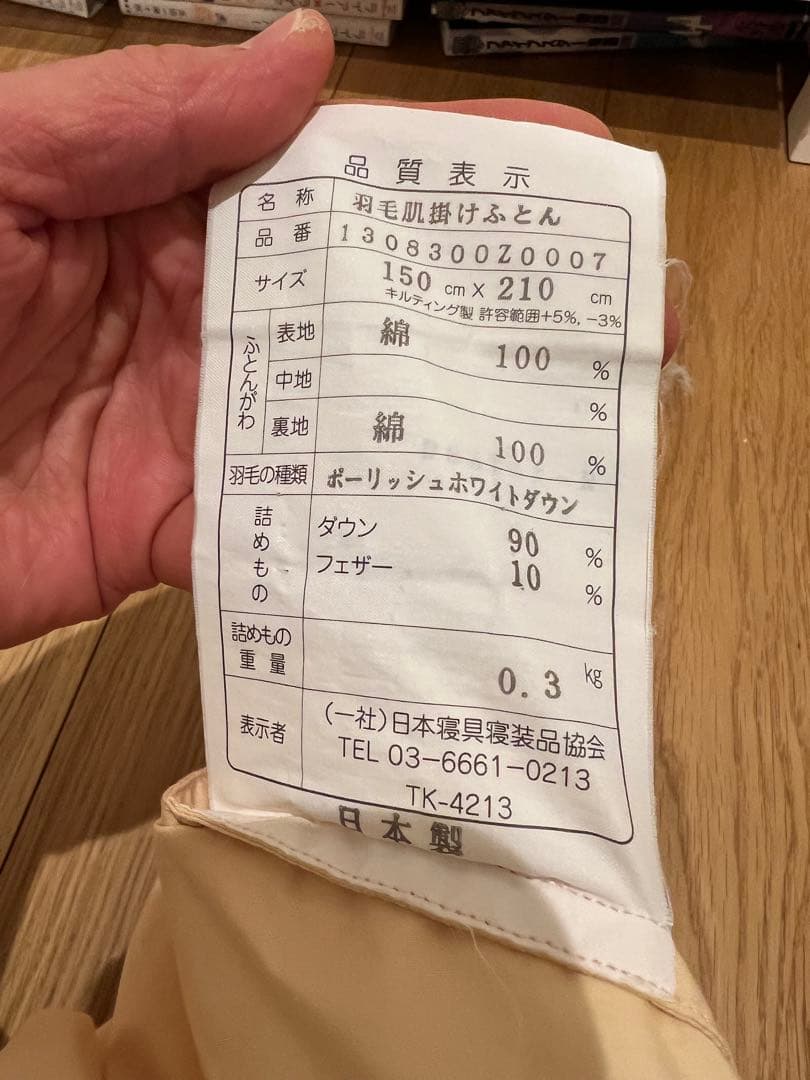 品質表示
名称 羽毛肌掛けふとん
品番 1308300Z0007
サイズ 150 cm X 210 cm
キルティング製 許容範囲+5%, -3%
ふとんがわ
表地 綿 100 %
中地 %
裏地 綿 100 %
羽毛の種類 ポーリッシュホワイトダウン
詰めもの
ダウン 90 %
フェザー 10 %
詰めもの重量 0.3 kg
表示者 (一社)日本寝具寝装品協会
TEL 03-6661-0213
TK-4213
日本製